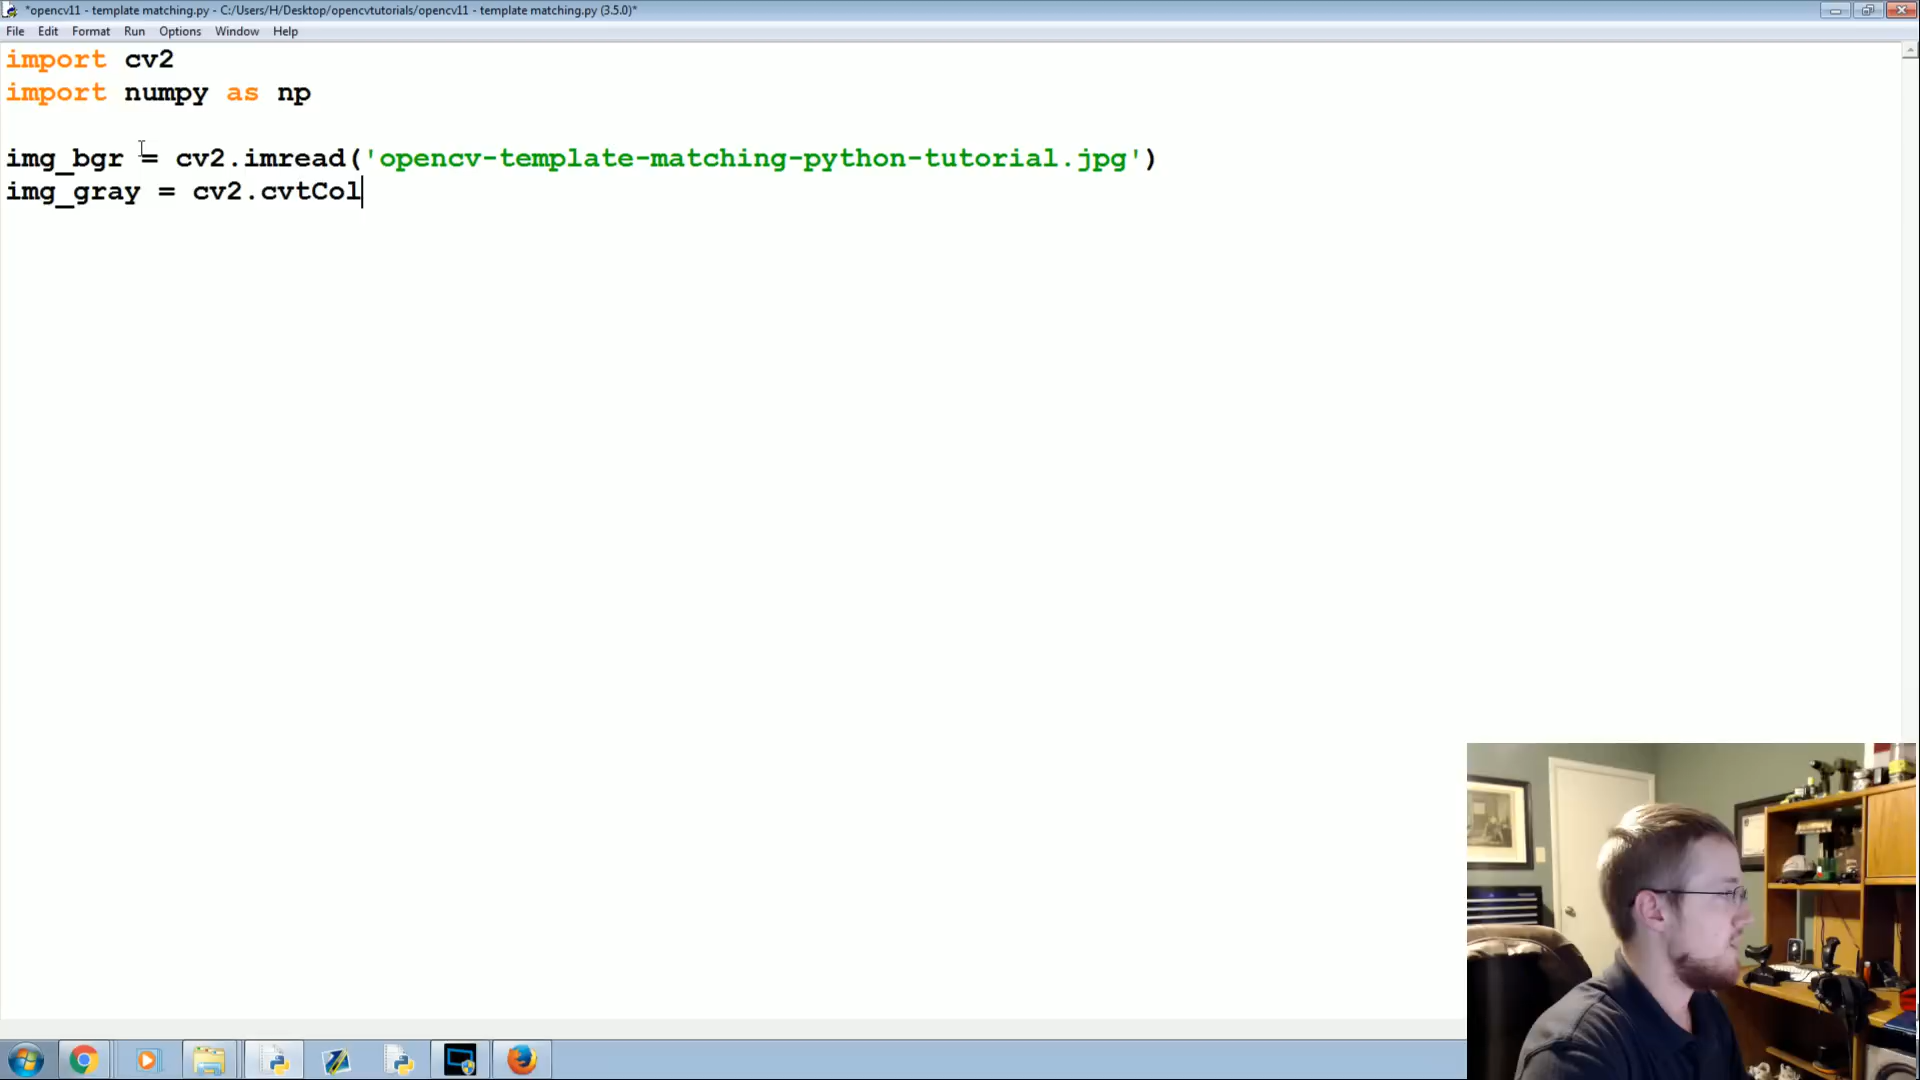 *opencv11 - template matching.py - C:/Users/H/Desktop/opencvtutorials/opencv11 - template matching.py (3.5.0)*
File Edit Format Run Options Window Help
import cv2
import numpy as np
img_bgr = cv2.imread('opencv-template-matching-python-tutorial.jpg')
img_gray = cv2.cvtCol